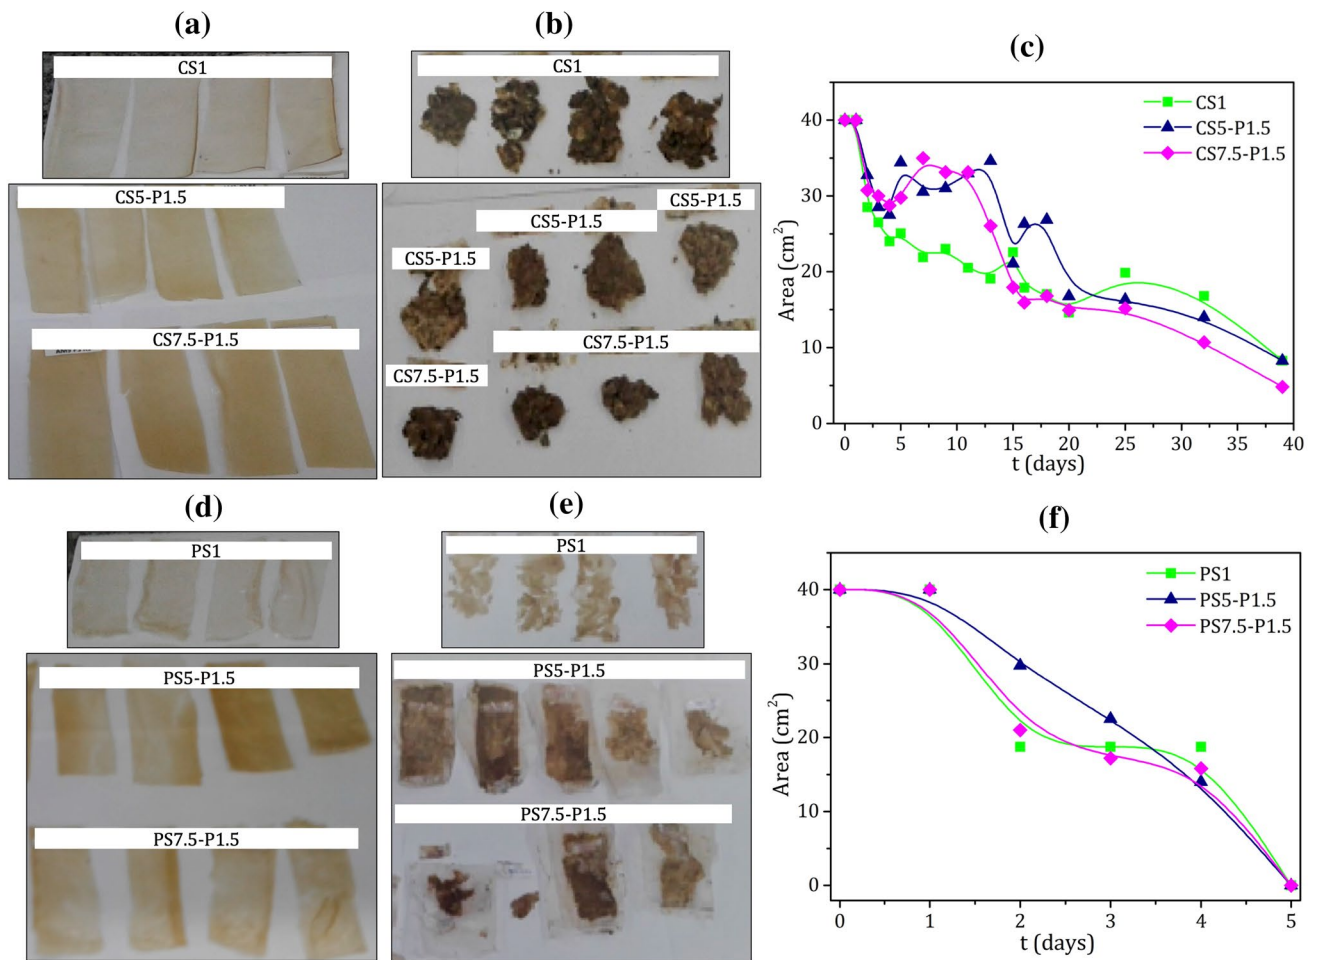 (a)
CS1
CS5-P1.5
CS7.5-P1.5
(b)
CS1
CS5-P1.5
CS5-P1.5
CS5-P1.5
CS7.5-P1.5
CS7.5-P1.5
(c)
CS1
CS5-P1.5
CS7.5-P1.5
Area (cm²)
40
30
20
10
0
0 5 10 15 20 25 30 35 40
t (days)
(d)
PS1
PS5-P1.5
PS7.5-P1.5
(e)
PS1
PS5-P1.5
PS7.5-P1.5
(f)
PS1
PS5-P1.5
PS7.5-P1.5
Area (cm²)
40
30
20
10
0
0 1 2 3 4 5
t (days)